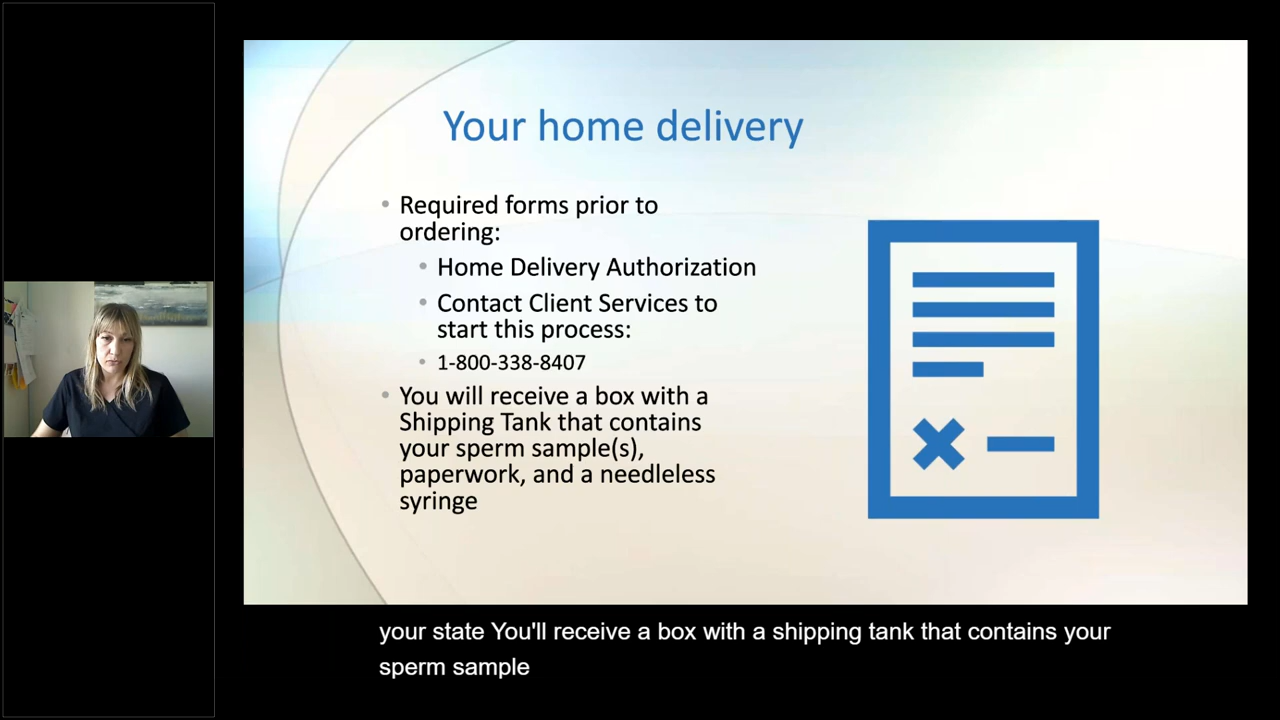 Your home delivery
• Required forms prior to
ordering:
• Home Delivery Authorization
• Contact Client Services to
start this process:
• 1-800-338-8407
• You will receive a box with a
Shipping Tank that contains
your sperm sample(s),
paperwork, and a needleless
syringe
your state You'll receive a box with a shipping tank that contains your
sperm sample